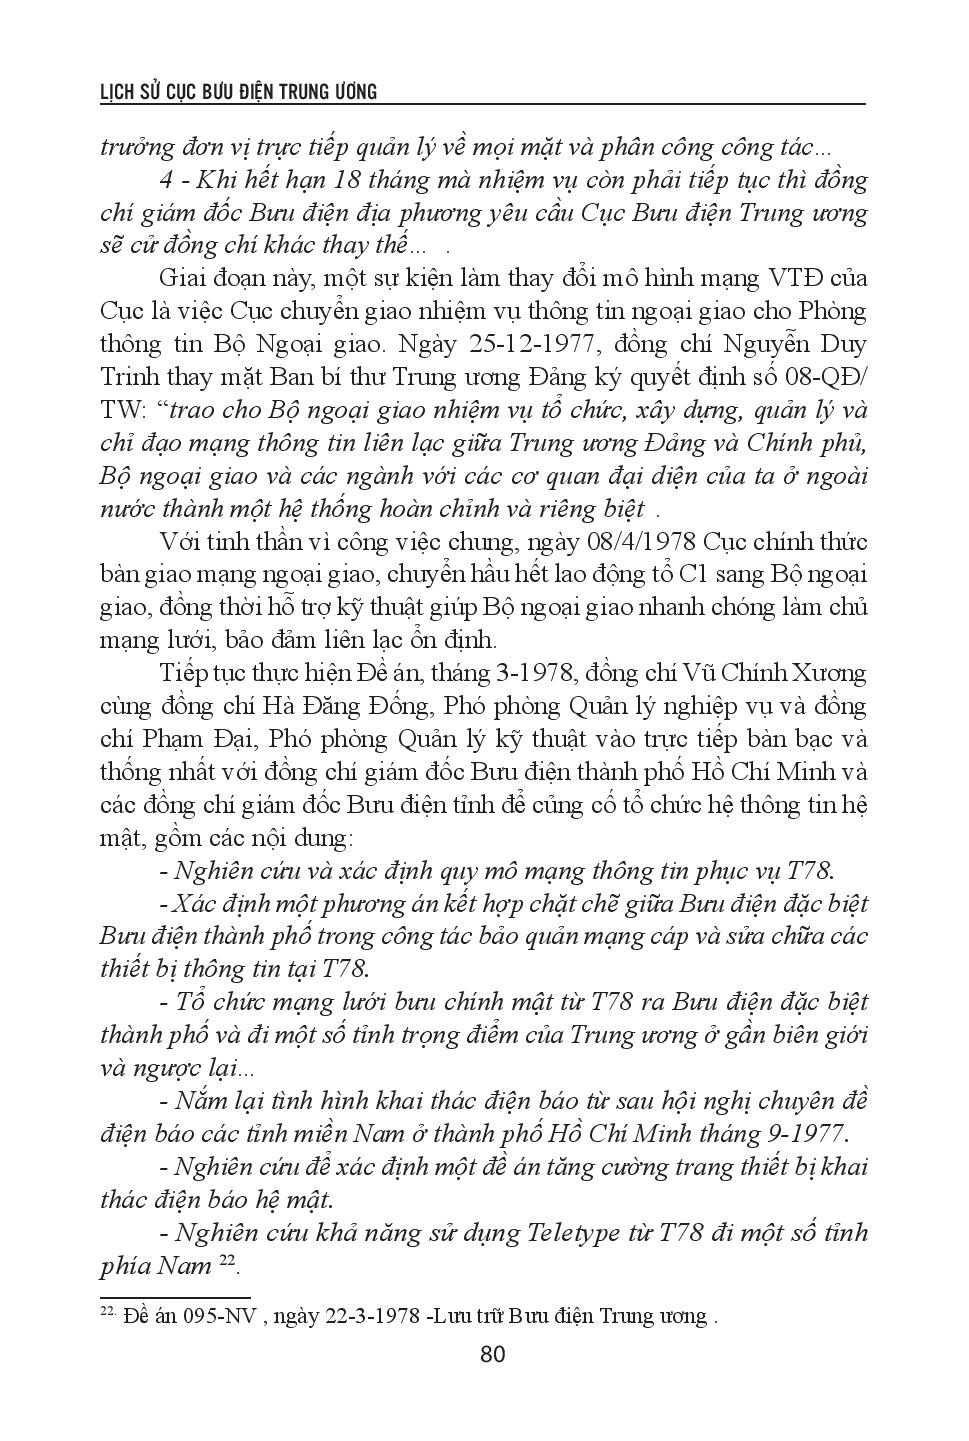 LỊCH SỬ CỤC BƯU ĐIỆN TRUNG ƯƠNG
trưởng đơn vị trực tiếp quản lý về mọi mặt và phân công công tác...
4 - Khi hết hạn 18 tháng mà nhiệm vụ còn phải tiếp tục thì đồng
chí giám đốc Bưu điện địa phương yêu cầu Cục Bưu điện Trung ương
sẽ cử đồng chí khác thay thế... .
Giai đoạn này, một sự kiện làm thay đổi mô hình mạng VTĐ của
Cục là việc Cục chuyển giao nhiệm vụ thông tin ngoại giao cho Phòng
thông tin Bộ Ngoại giao. Ngày 25-12-1977, đồng chí Nguyễn Duy
Trinh thay mặt Ban bí thư Trung ương Đảng ký quyết định số 08-QĐ/
TW: “trao cho Bộ ngoại giao nhiệm vụ tổ chức, xây dựng, quản lý và
chỉ đạo mạng thông tin liên lạc giữa Trung ương Đảng và Chính phủ,
Bộ ngoại giao và các ngành với các cơ quan đại diện của ta ở ngoài
nước thành một hệ thống hoàn chỉnh và riêng biệt .
Với tinh thần vì công việc chung, ngày 08/4/1978 Cục chính thức
bàn giao mạng ngoại giao, chuyển hầu hết lao động tổ C1 sang Bộ ngoại
giao, đồng thời hỗ trợ kỹ thuật giúp Bộ ngoại giao nhanh chóng làm chủ
mạng lưới, bảo đảm liên lạc ổn định.
Tiếp tục thực hiện Đề án, tháng 3-1978, đồng chí Vũ Chính Xương
cùng đồng chí Hà Đăng Đống, Phó phòng Quản lý nghiệp vụ và đồng
chí Phạm Đại, Phó phòng Quản lý kỹ thuật vào trực tiếp bàn bạc và
thống nhất với đồng chí giám đốc Bưu điện thành phố Hồ Chí Minh và
các đồng chí giám đốc Bưu điện tỉnh để củng cố tổ chức hệ thông tin hệ
mật, gồm các nội dung:
- Nghiên cứu và xác định quy mô mạng thông tin phục vụ T78.
- Xác định một phương án kết hợp chặt chẽ giữa Bưu điện đặc biệt
Bưu điện thành phố trong công tác bảo quản mạng cáp và sửa chữa các
thiết bị thông tin tại T78.
- Tổ chức mạng lưới bưu chính mật từ T78 ra Bưu điện đặc biệt
thành phố và đi một số tỉnh trọng điểm của Trung ương ở gần biên giới
và ngược lại...
- Nắm lại tình hình khai thác điện báo từ sau hội nghị chuyên đề
điện báo các tỉnh miền Nam ở thành phố Hồ Chí Minh tháng 9-1977.
- Nghiên cứu để xác định một đề án tăng cường trang thiết bị khai
thác điện báo hệ mật.
- Nghiên cứu khả năng sử dụng Teletype từ T78 đi một số tỉnh
phía Nam 22.
22. Đề án 095-NV , ngày 22-3-1978 -Lưu trữ Bưu điện Trung ương .
80